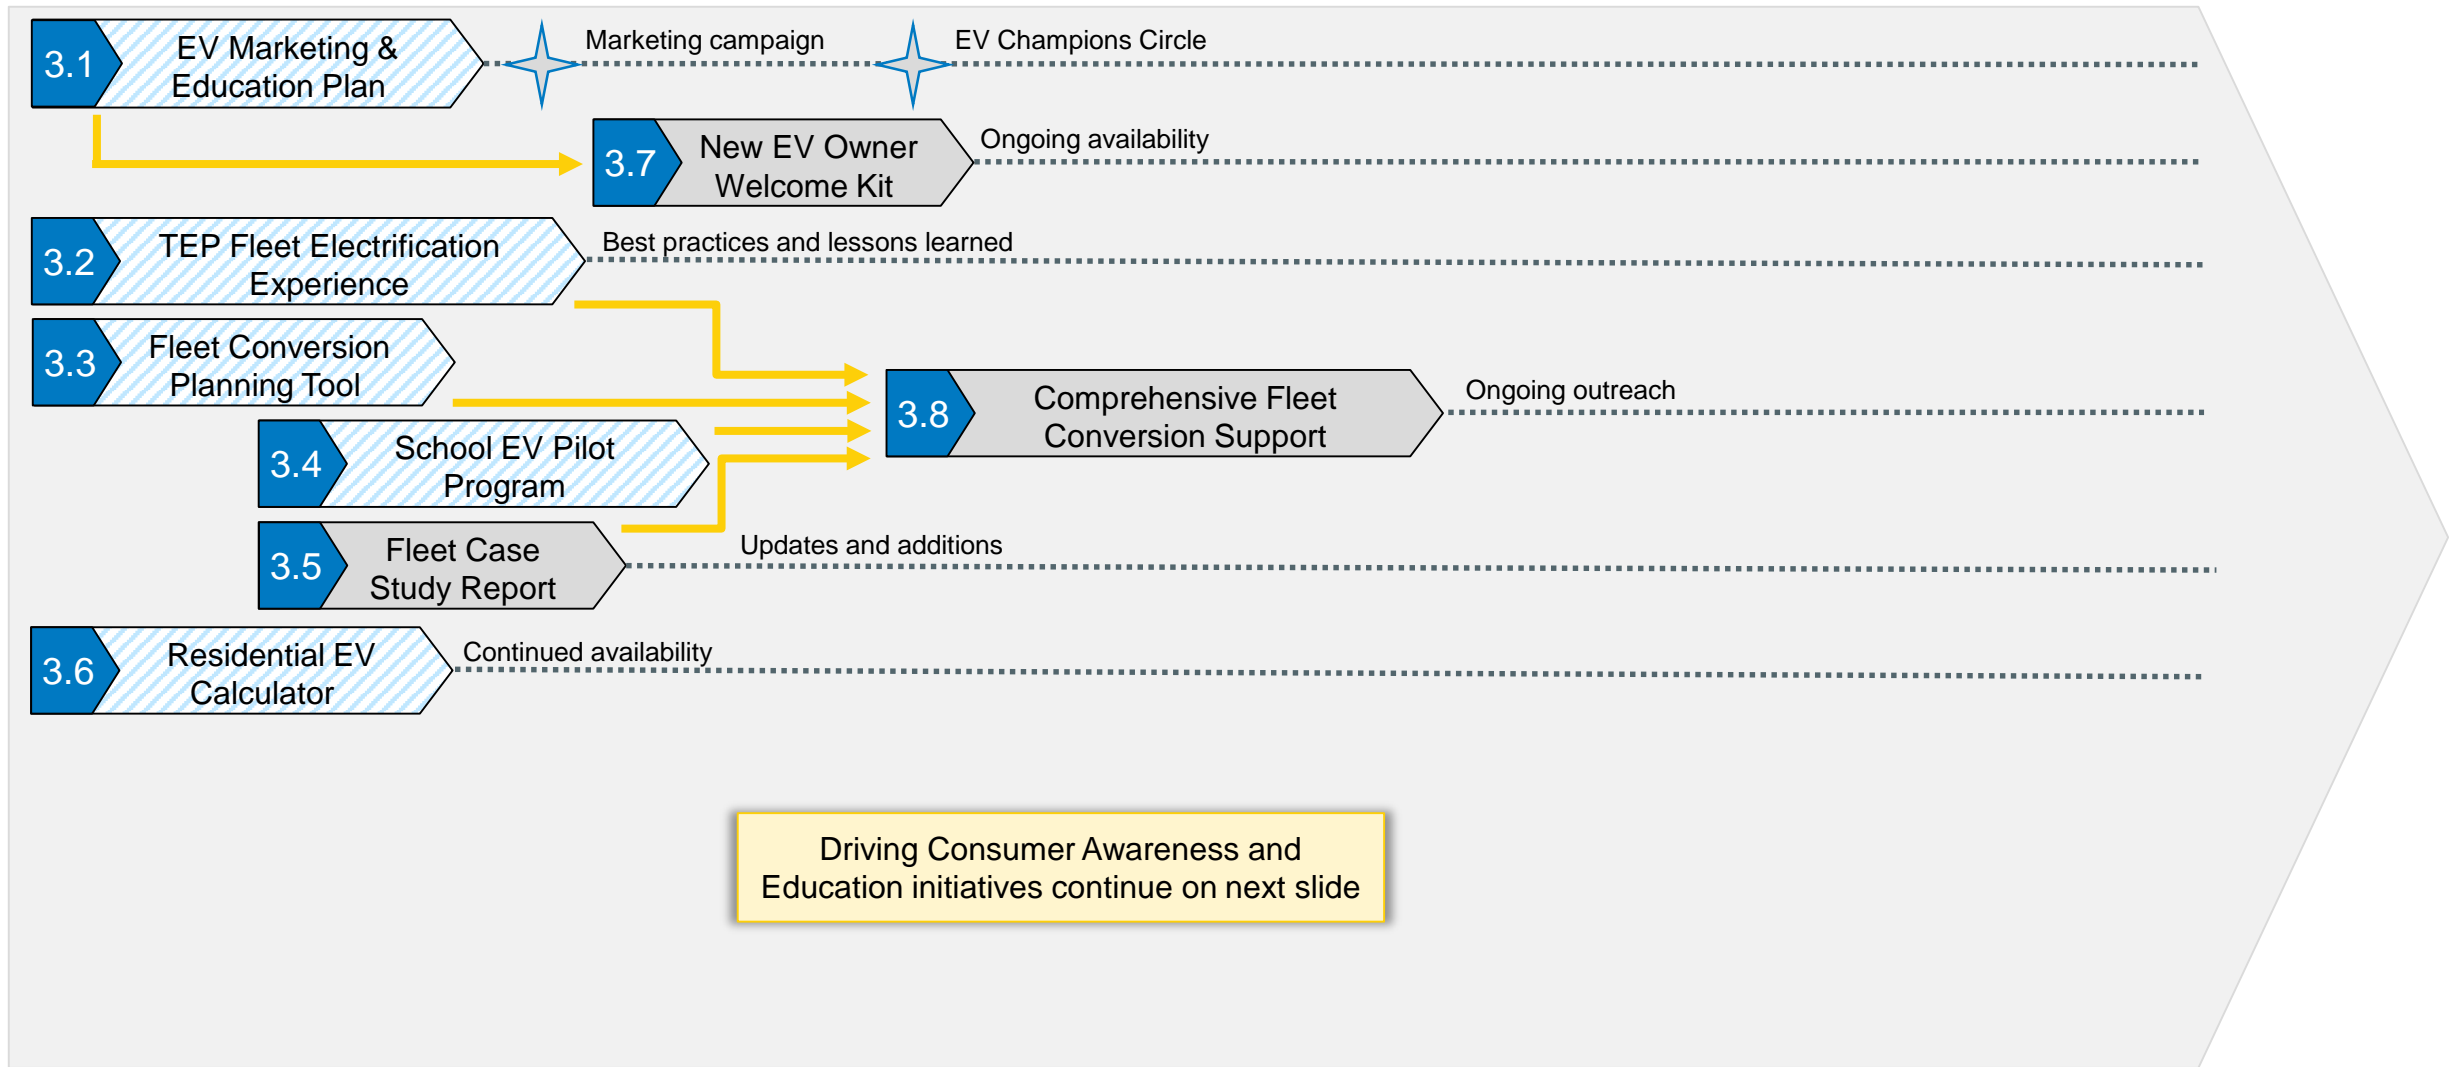 3.1
EV Marketing &
Education Plan
Marketing campaign
EV Champions Circle
3.7
New EV Owner
Welcome Kit
Ongoing availability
3.2
TEP Fleet Electrification
Experience
Best practices and lessons learned
3.3
Fleet Conversion
Planning Tool
3.8
Comprehensive Fleet
Conversion Support
Ongoing outreach
3.4
School EV Pilot
Program
3.5
Fleet Case
Study Report
Updates and additions
3.6
Residential EV
Calculator
Continued availability
Driving Consumer Awareness and
Education initiatives continue on next slide